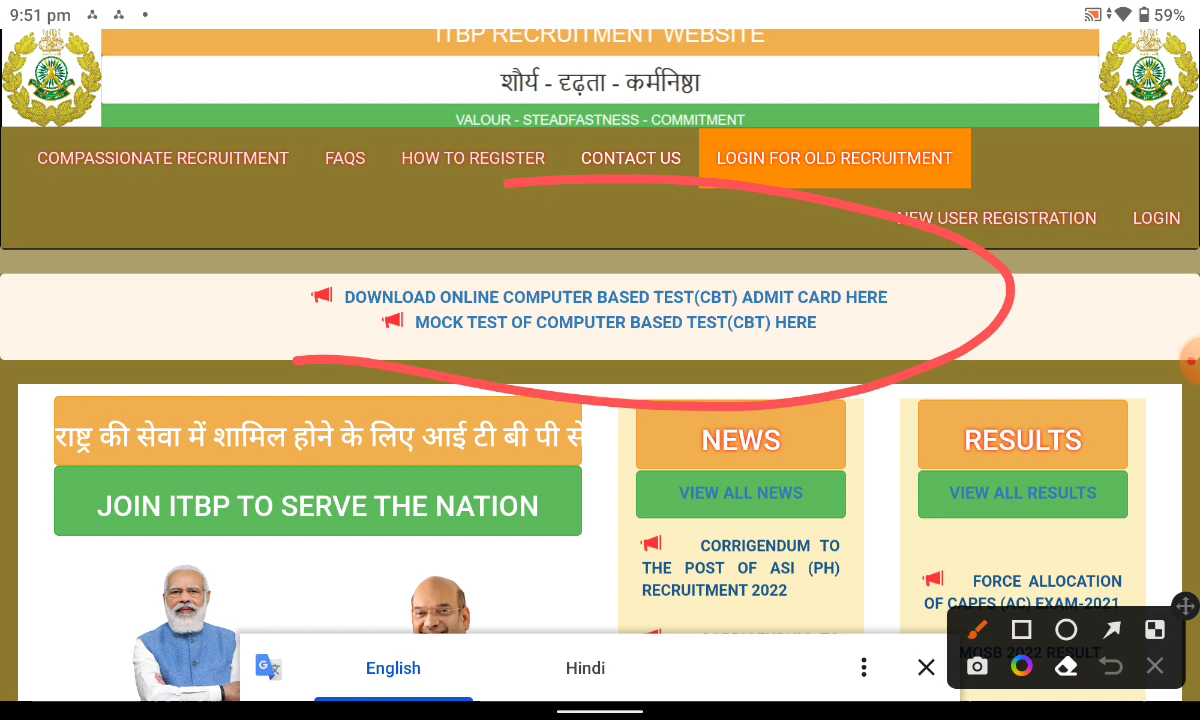 9:51 pm
59%
ITBP RECRUITMENT WEBSITE
शौर्य - दृढ़ता - कर्मनिष्ठा
VALOUR - STEADFASTNESS - COMMITMENT
COMPASSIONATE RECRUITMENT FAQS HOW TO REGISTER CONTACT US LOGIN FOR OLD RECRUITMENT
NEW USER REGISTRATION LOGIN
DOWNLOAD ONLINE COMPUTER BASED TEST(CBT) ADMIT CARD HERE
MOCK TEST OF COMPUTER BASED TEST(CBT) HERE
राष्ट्र की सेवा में शामिल होने के लिए आई टी बी पी से
JOIN ITBP TO SERVE THE NATION
NEWS
VIEW ALL NEWS
CORRIGENDUM TO
THE POST OF ASI (PH)
RECRUITMENT 2022
RESULTS
VIEW ALL RESULTS
FORCE ALLOCATION
OF CAPFS (AC) EXAM-2021
MOSB 2022 RESULT
English Hindi